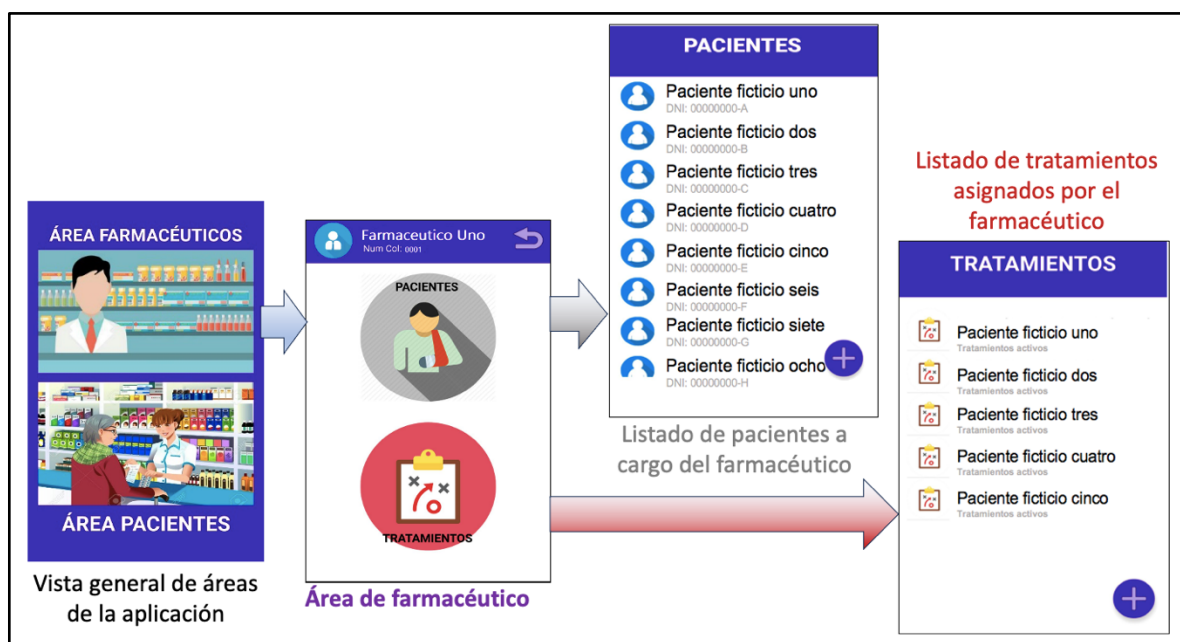 ÁREA FARMACÉUTICOS
ÁREA PACIENTES
Vista general de áreas
de la aplicación
Farmaceutico Uno
Num Col: 0001
PACIENTES
TRATAMIENTOS
Área de farmacéutico
PACIENTES
Paciente ficticio uno
DNI: 00000000-A
Paciente ficticio dos
DNI: 00000000-B
Paciente ficticio tres
DNI: 00000000-C
Paciente ficticio cuatro
DNI: 00000000-D
Paciente ficticio cinco
DNI: 00000000-E
Paciente ficticio seis
DNI: 00000000-F
Paciente ficticio siete
DNI: 00000000-G
Paciente ficticio ocho
DNI: 00000000-H
Listado de pacientes a
cargo del farmacéutico
Listado de tratamientos
asignados por el
farmacéutico
TRATAMIENTOS
Paciente ficticio uno
Tratamientos activos
Paciente ficticio dos
Tratamientos activos
Paciente ficticio tres
Tratamientos activos
Paciente ficticio cuatro
Tratamientos activos
Paciente ficticio cinco
Tratamientos activos